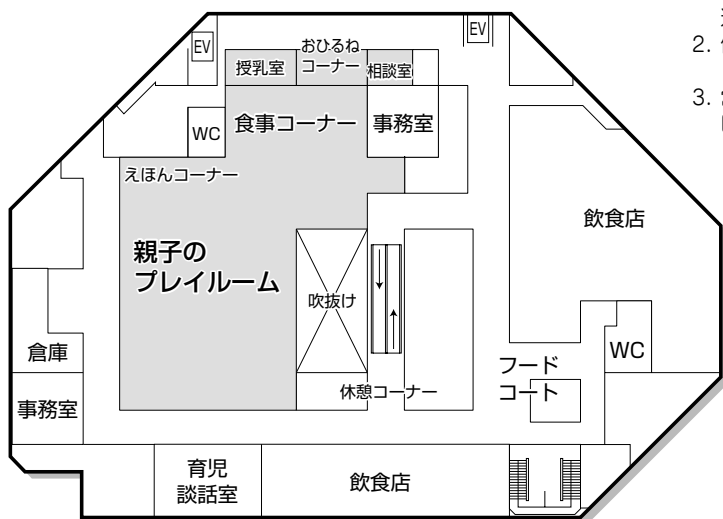 2.
3.
EV
EV
おひるね
コーナー
授乳室
相談室
食事コーナー
事務室
WC
えほんコーナー
飲食店
親子の
プレイルーム
吹抜け
倉庫
WC
フード
コート
休憩コーナー
事務室
育児
談話室
飲食店